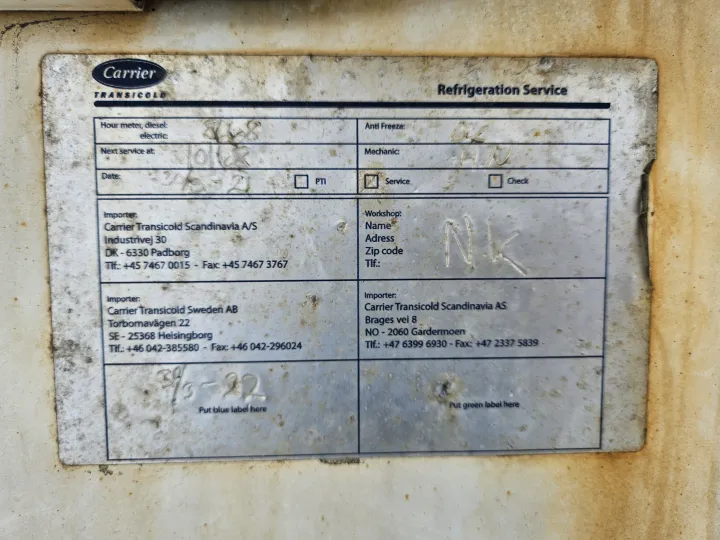 Carrier
TRANSICOLD
Refrigeration Service
Hour meter, diesel:
electric:
Anti Freeze:
Next service at:
Mechanic:
Date:
PTI
Service
Check
Importer:
Carrier Transicold Scandinavia A/S
Industrivej 30
DK - 6330 Padborg
Tlf.: +45 7467 0015 - Fax: +45 7467 3767
Workshop:
Name
Adress
Zip code
Tlf.:
NK
Importer:
Carrier Transicold Sweden AB
Torbornavägen 22
SE - 25368 Helsingborg
Tlf.: +46 042-385580 - Fax: +46 042-296024
Importer:
Carrier Transicold Scandinavia AS
Brages vei 8
NO - 2060 Gardermoen
Tlf.: +47 6399 6930 - Fax: +47 2337 5839
Put blue label here
Put green label here